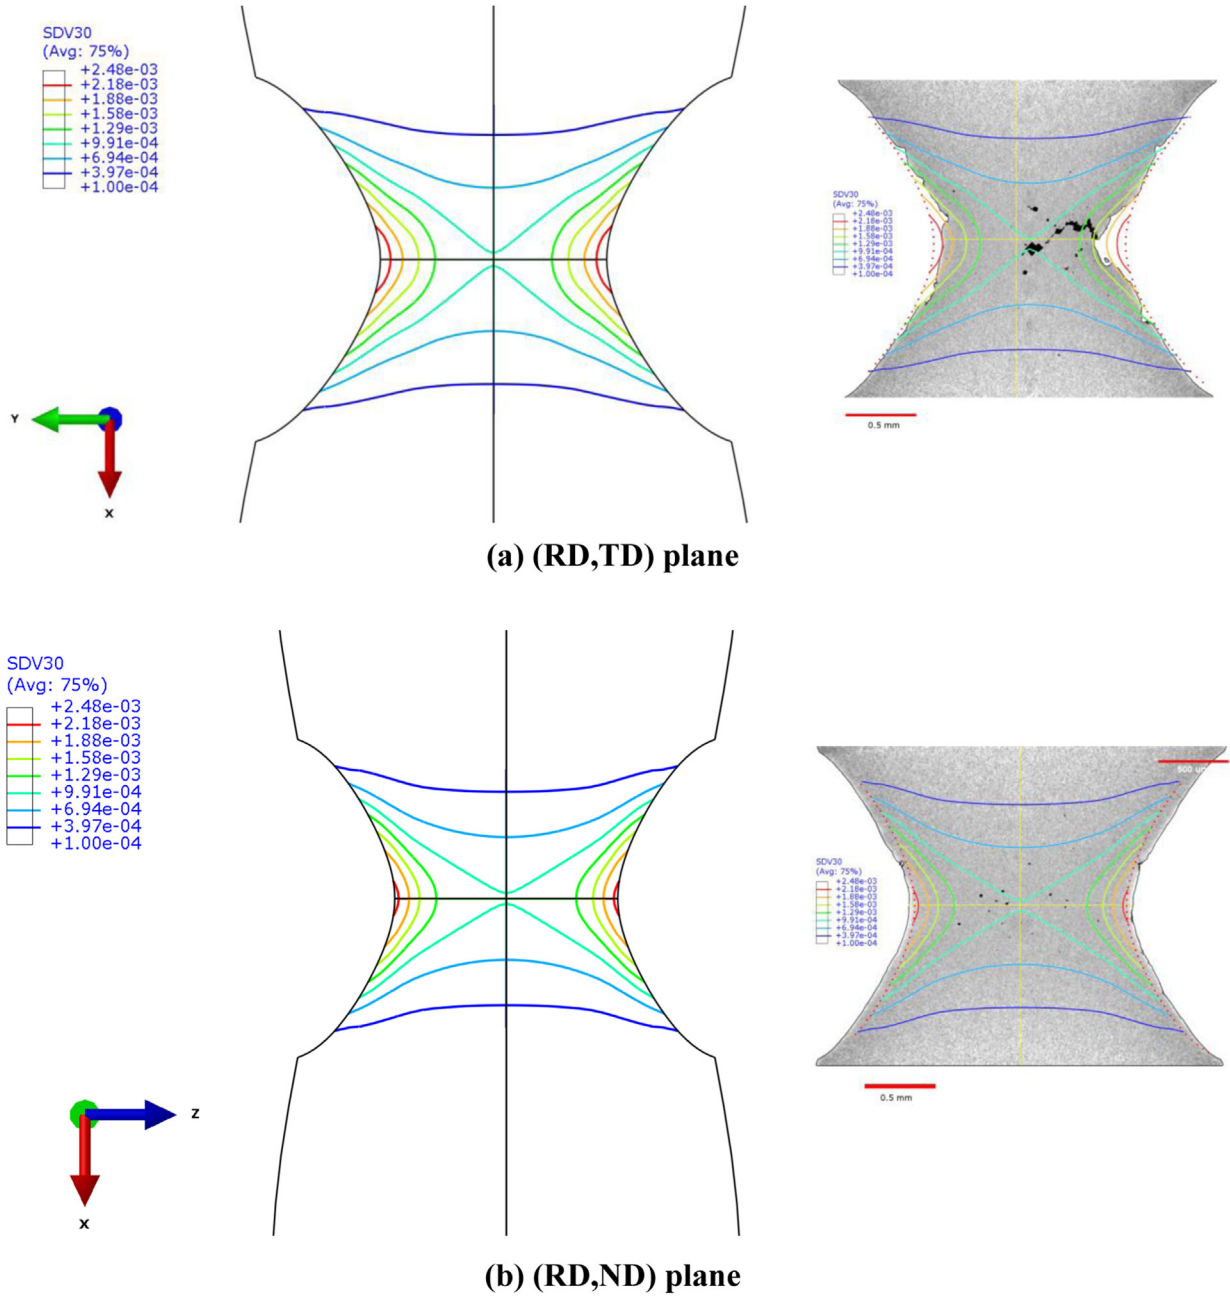 SDV30
(Avg: 75%)
+2.48e-03
+2.18e-03
+1.88e-03
+1.58e-03
+1.29e-03
+9.91e-04
+6.94e-04
+3.97e-04
+1.00e-04
Y
X
SDV30
(Avg: 75%)
+2.48e-03
+2.18e-03
+1.88e-03
+1.58e-03
+1.29e-03
+9.91e-04
+6.94e-04
+3.97e-04
+1.00e-04
0.5 mm
(a) (RD,TD) plane
SDV30
(Avg: 75%)
+2.48e-03
+2.18e-03
+1.88e-03
+1.58e-03
+1.29e-03
+9.91e-04
+6.94e-04
+3.97e-04
+1.00e-04
Z
X
500
SDV30
(Avg: 75%)
+2.48e-03
+2.18e-03
+1.88e-03
+1.58e-03
+1.29e-03
+9.91e-04
+6.94e-04
+3.97e-04
+1.00e-04
0.5 mm
(b) (RD,ND) plane